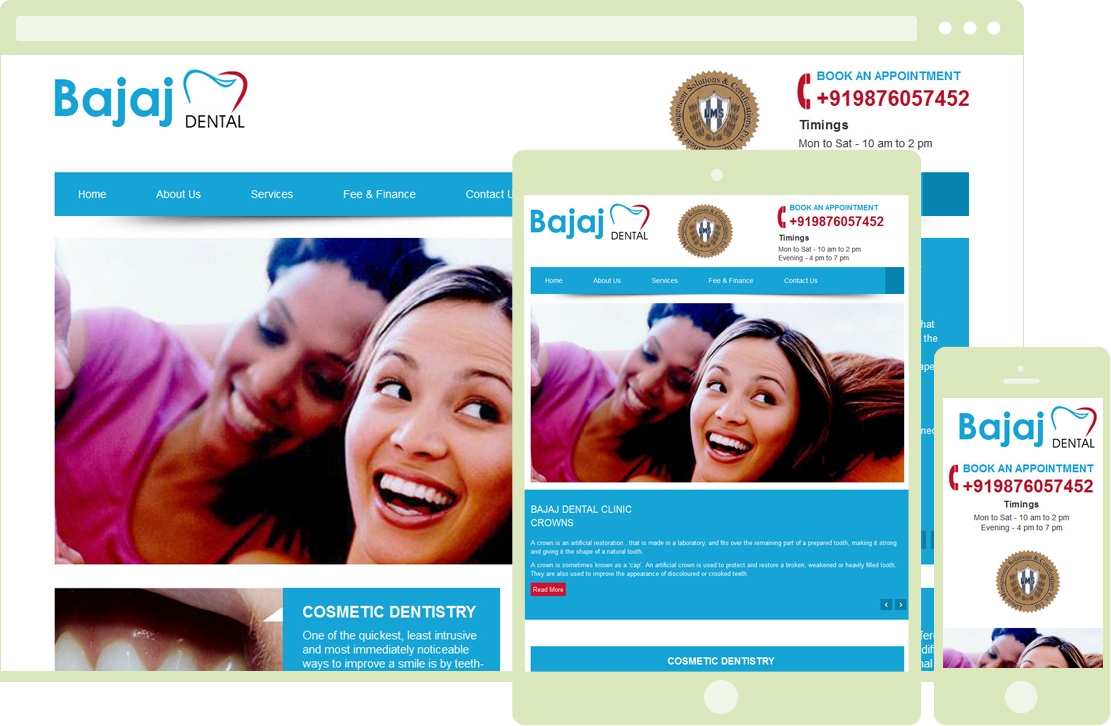 Bajaj
DENTAL
BOOK AN APPOINTMENT
+919876057452
Timings
Mon to Sat - 10 am to 2 pm
Home
About Us
Services
Fee & Finance
Contact U
hat
the
ape
ned
COSMETIC DENTISTRY
One of the quickest, least intrusive
and most immediately noticeable
ways to improve a smile is by teeth-
Bajaj
DENTAL
BOOK AN APPOINTMENT
+919876057452
Timings
Mon to Sat - 10 am to 2 pm
Evening - 4 pm to 7 pm
Home
About Us
Services
Fee & Finance
Contact Us
BAJAJ DENTAL CLINIC
CROWNS
A crown is an artificial restoration , that is made in a laboratory, and fits over the remaining part of a prepared tooth, making it strong
and giving it the shape of a natural tooth.
A crown is sometimes known as a 'cap'. An artificial crown is used to protect and restore a broken, weakened or heavily filled tooth.
They are also used to improve the appearance of discoloured or crooked teeth.
Read More
COSMETIC DENTISTRY
Bajaj
DENTAL
BOOK AN APPOINTMENT
+919876057452
Timings
Mon to Sat - 10 am to 2 pm
Evening - 4 pm to 7 pm